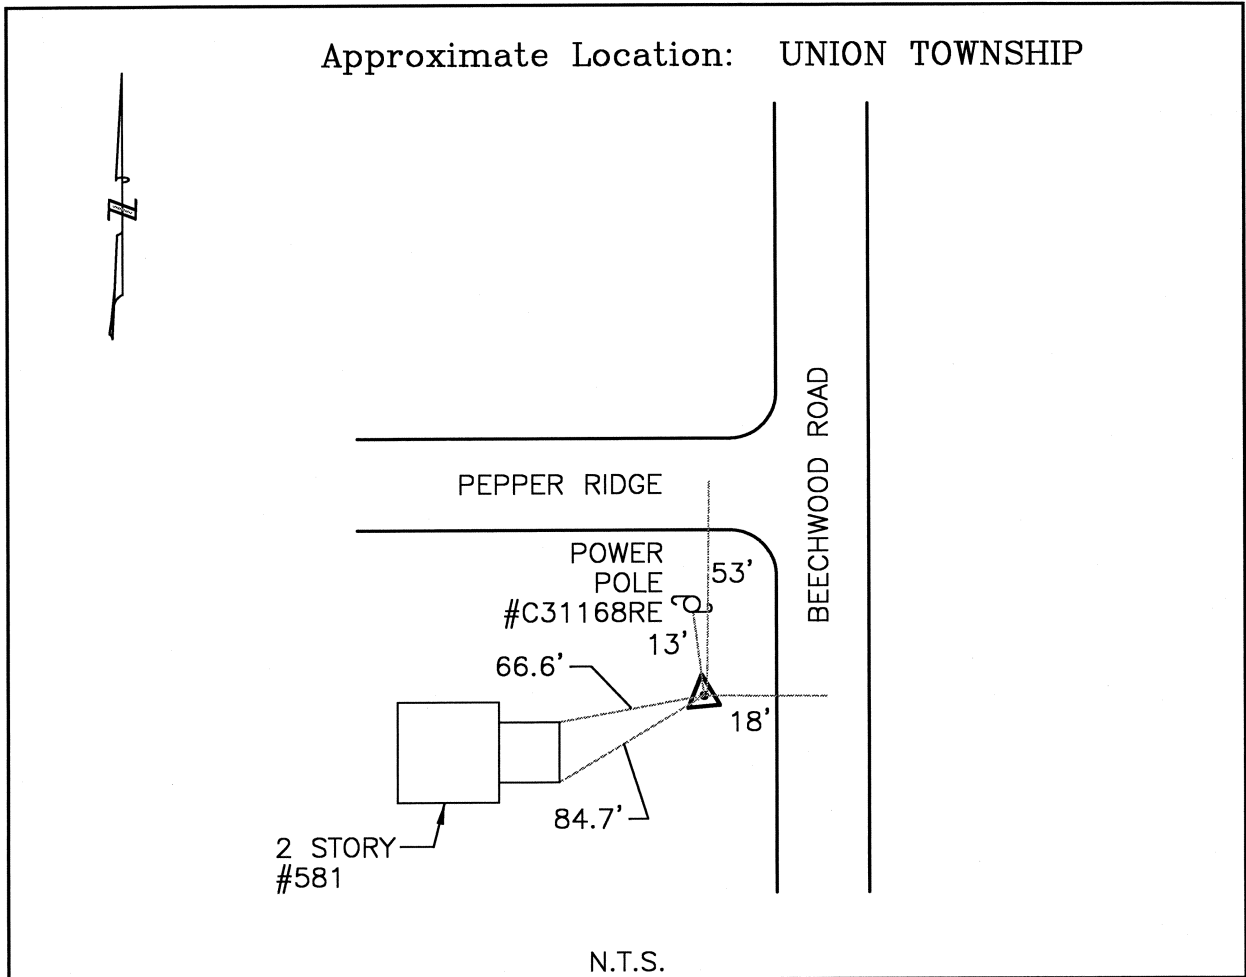 Approximate Location: UNION TOWNSHIP
N
BEECHWOOD ROAD
PEPPER RIDGE
POWER
POLE
#C31168RE
53'
13'
66.6'
18'
84.7'
2 STORY
#581
N.T.S.